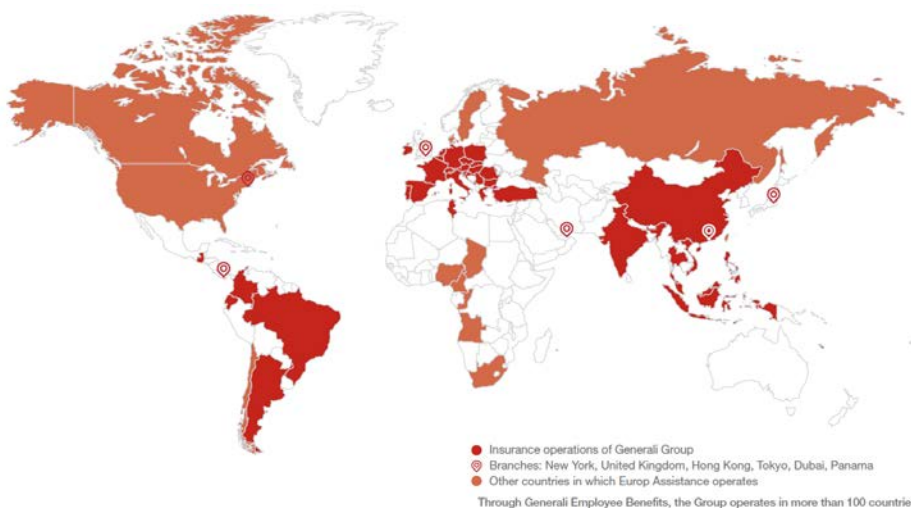 Insurance operations of Generali Group
Branches: New York, United Kingdom, Hong Kong, Tokyo, Dubai, Panama
Other countries in which Europ Assistance operates
Through Generali Employee Benefits, the Group operates in more than 100 countrie